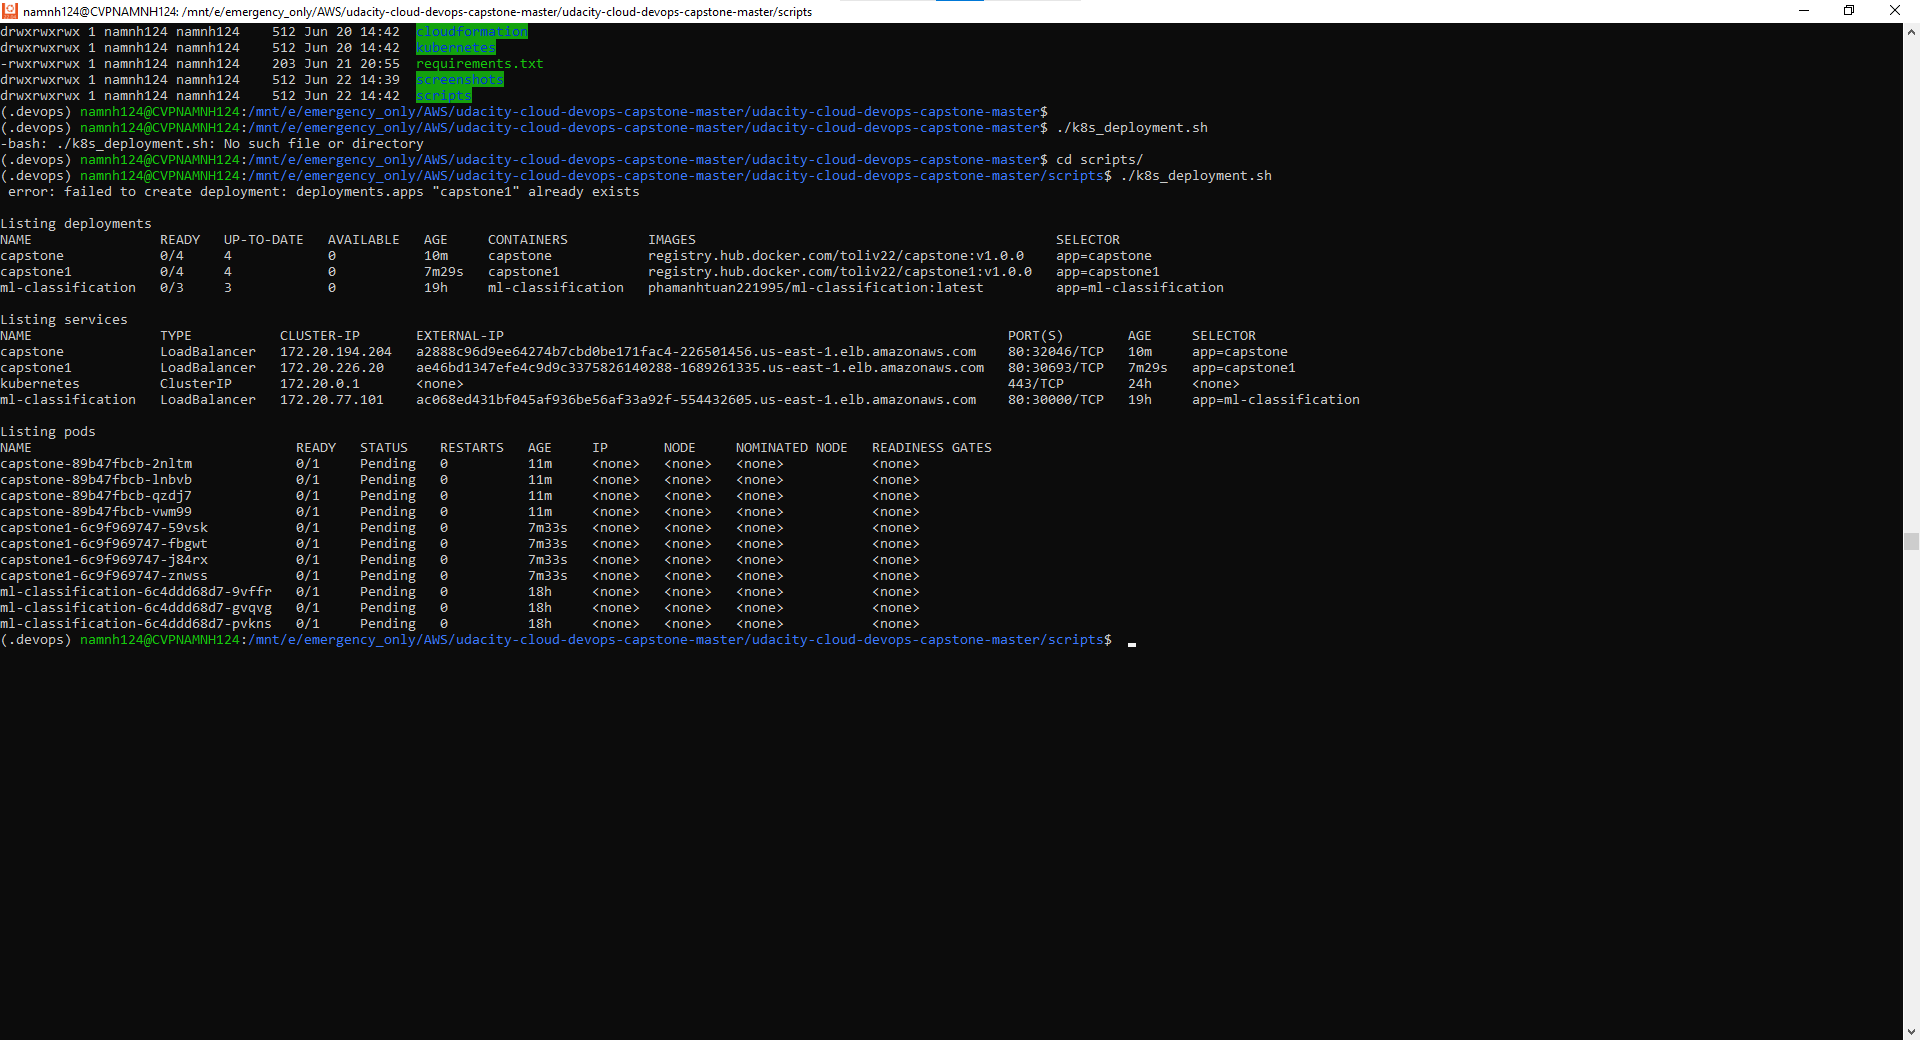 namnh124@CVPNAMNH124: /mnt/e/emergency_only/AWS/udacity-cloud-devops-capstone-master/udacity-cloud-devops-capstone-master/scripts
drwxrwxrwx 1 namnh124 namnh124    512 Jun 20 14:42  cloudformation
drwxrwxrwx 1 namnh124 namnh124    512 Jun 20 14:42  kubernetes
-rwxrwxrwx 1 namnh124 namnh124    203 Jun 21 20:55  requirements.txt
drwxrwxrwx 1 namnh124 namnh124    512 Jun 22 14:39  screenshots
drwxrwxrwx 1 namnh124 namnh124    512 Jun 22 14:42  scripts
(.devops) namnh124@CVPNAMNH124:/mnt/e/emergency_only/AWS/udacity-cloud-devops-capstone-master/udacity-cloud-devops-capstone-master$
(.devops) namnh124@CVPNAMNH124:/mnt/e/emergency_only/AWS/udacity-cloud-devops-capstone-master/udacity-cloud-devops-capstone-master$ ./k8s_deployment.sh
-bash: ./k8s_deployment.sh: No such file or directory
(.devops) namnh124@CVPNAMNH124:/mnt/e/emergency_only/AWS/udacity-cloud-devops-capstone-master/udacity-cloud-devops-capstone-master$ cd scripts/
(.devops) namnh124@CVPNAMNH124:/mnt/e/emergency_only/AWS/udacity-cloud-devops-capstone-master/udacity-cloud-devops-capstone-master/scripts$ ./k8s_deployment.sh
 error: failed to create deployment: deployments.apps "capstone1" already exists
Listing deployments
NAME                READY   UP-TO-DATE   AVAILABLE   AGE     CONTAINERS          IMAGES                                             SELECTOR
capstone            0/4     4            0           10m     capstone            registry.hub.docker.com/toliv22/capstone:v1.0.0    app=capstone
capstone1           0/4     4            0           7m29s   capstone1           registry.hub.docker.com/toliv22/capstone1:v1.0.0   app=capstone1
ml-classification   0/3     3            0           19h     ml-classification   phamanhtuan221995/ml-classification:latest         app=ml-classification
Listing services
NAME                TYPE           CLUSTER-IP       EXTERNAL-IP                                                               PORT(S)        AGE     SELECTOR
capstone            LoadBalancer   172.20.194.204   a2888c96d9ee64274b7cbd0be171fac4-226501456.us-east-1.elb.amazonaws.com    80:32046/TCP   10m     app=capstone
capstone1           LoadBalancer   172.20.226.20    ae46bd1347efe4c9d9c3375826140288-1689261335.us-east-1.elb.amazonaws.com   80:30693/TCP   7m29s   app=capstone1
kubernetes          ClusterIP      172.20.0.1       <none>                                                                    443/TCP        24h     <none>
ml-classification   LoadBalancer   172.20.77.101    ac068ed431bf045af936be56af33a92f-554432605.us-east-1.elb.amazonaws.com    80:30000/TCP   19h     app=ml-classification
Listing pods
NAME                                 READY   STATUS    RESTARTS   AGE     IP       NODE     NOMINATED NODE   READINESS GATES
capstone-89b47fbcb-2nltm             0/1     Pending   0          11m     <none>   <none>   <none>           <none>
capstone-89b47fbcb-lnbvb             0/1     Pending   0          11m     <none>   <none>   <none>           <none>
capstone-89b47fbcb-qzdj7             0/1     Pending   0          11m     <none>   <none>   <none>           <none>
capstone-89b47fbcb-vwm99             0/1     Pending   0          11m     <none>   <none>   <none>           <none>
capstone1-6c9f969747-59vsk           0/1     Pending   0          7m33s   <none>   <none>   <none>           <none>
capstone1-6c9f969747-fbgwt           0/1     Pending   0          7m33s   <none>   <none>   <none>           <none>
capstone1-6c9f969747-j84rx           0/1     Pending   0          7m33s   <none>   <none>   <none>           <none>
capstone1-6c9f969747-znwss           0/1     Pending   0          7m33s   <none>   <none>   <none>           <none>
ml-classification-6c4ddd68d7-9vffr   0/1     Pending   0          18h     <none>   <none>   <none>           <none>
ml-classification-6c4ddd68d7-gvqvg   0/1     Pending   0          18h     <none>   <none>   <none>           <none>
ml-classification-6c4ddd68d7-pvkns   0/1     Pending   0          18h     <none>   <none>   <none>           <none>
(.devops) namnh124@CVPNAMNH124:/mnt/e/emergency_only/AWS/udacity-cloud-devops-capstone-master/udacity-cloud-devops-capstone-master/scripts$